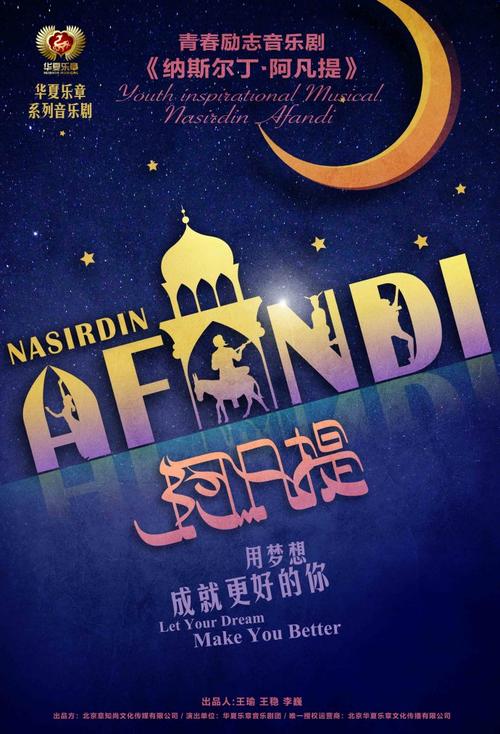 华夏乐章
华夏乐章
系列音乐剧
青春励志音乐剧
《纳斯尔丁·阿凡提》
Youth inspirational Musical
Nasirdin Afandi
NASIRDIN
AFANDI
阿凡提
用梦想
成就更好的你
Let Your Dream
Make You Better
出品人:王瑜 王稳 李巍
出品方：北京意知尚文化传媒有限公司 / 演出单位：华夏乐章音乐剧团 / 唯一授权运营商：北京华夏乐章文化传播有限公司